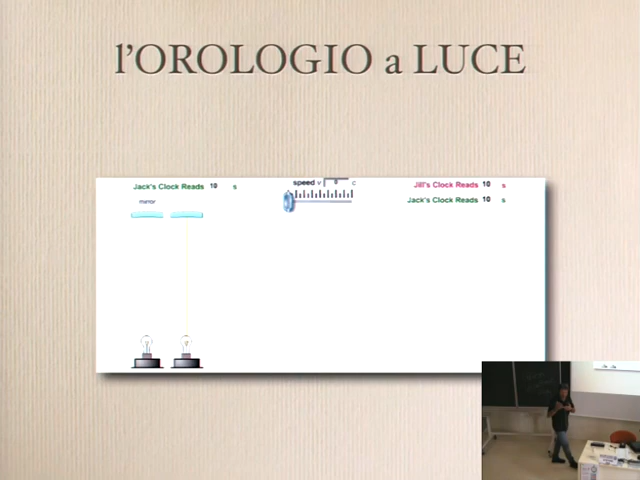 l'OROLOGIO a LUCE
Jack's Clock Reads 10 s
speed v c
Jill's Clock Reads 10 s
Jack's Clock Reads 10 s
mirror